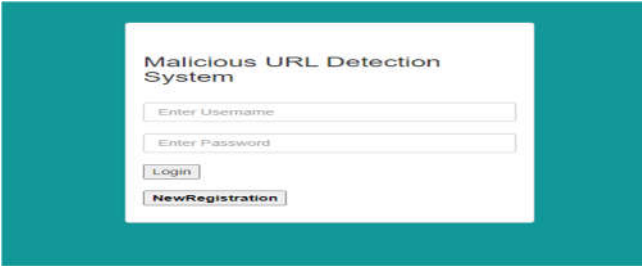 Malicious URL Detection
System
Enter Username
Enter Password
Login
NewRegistration